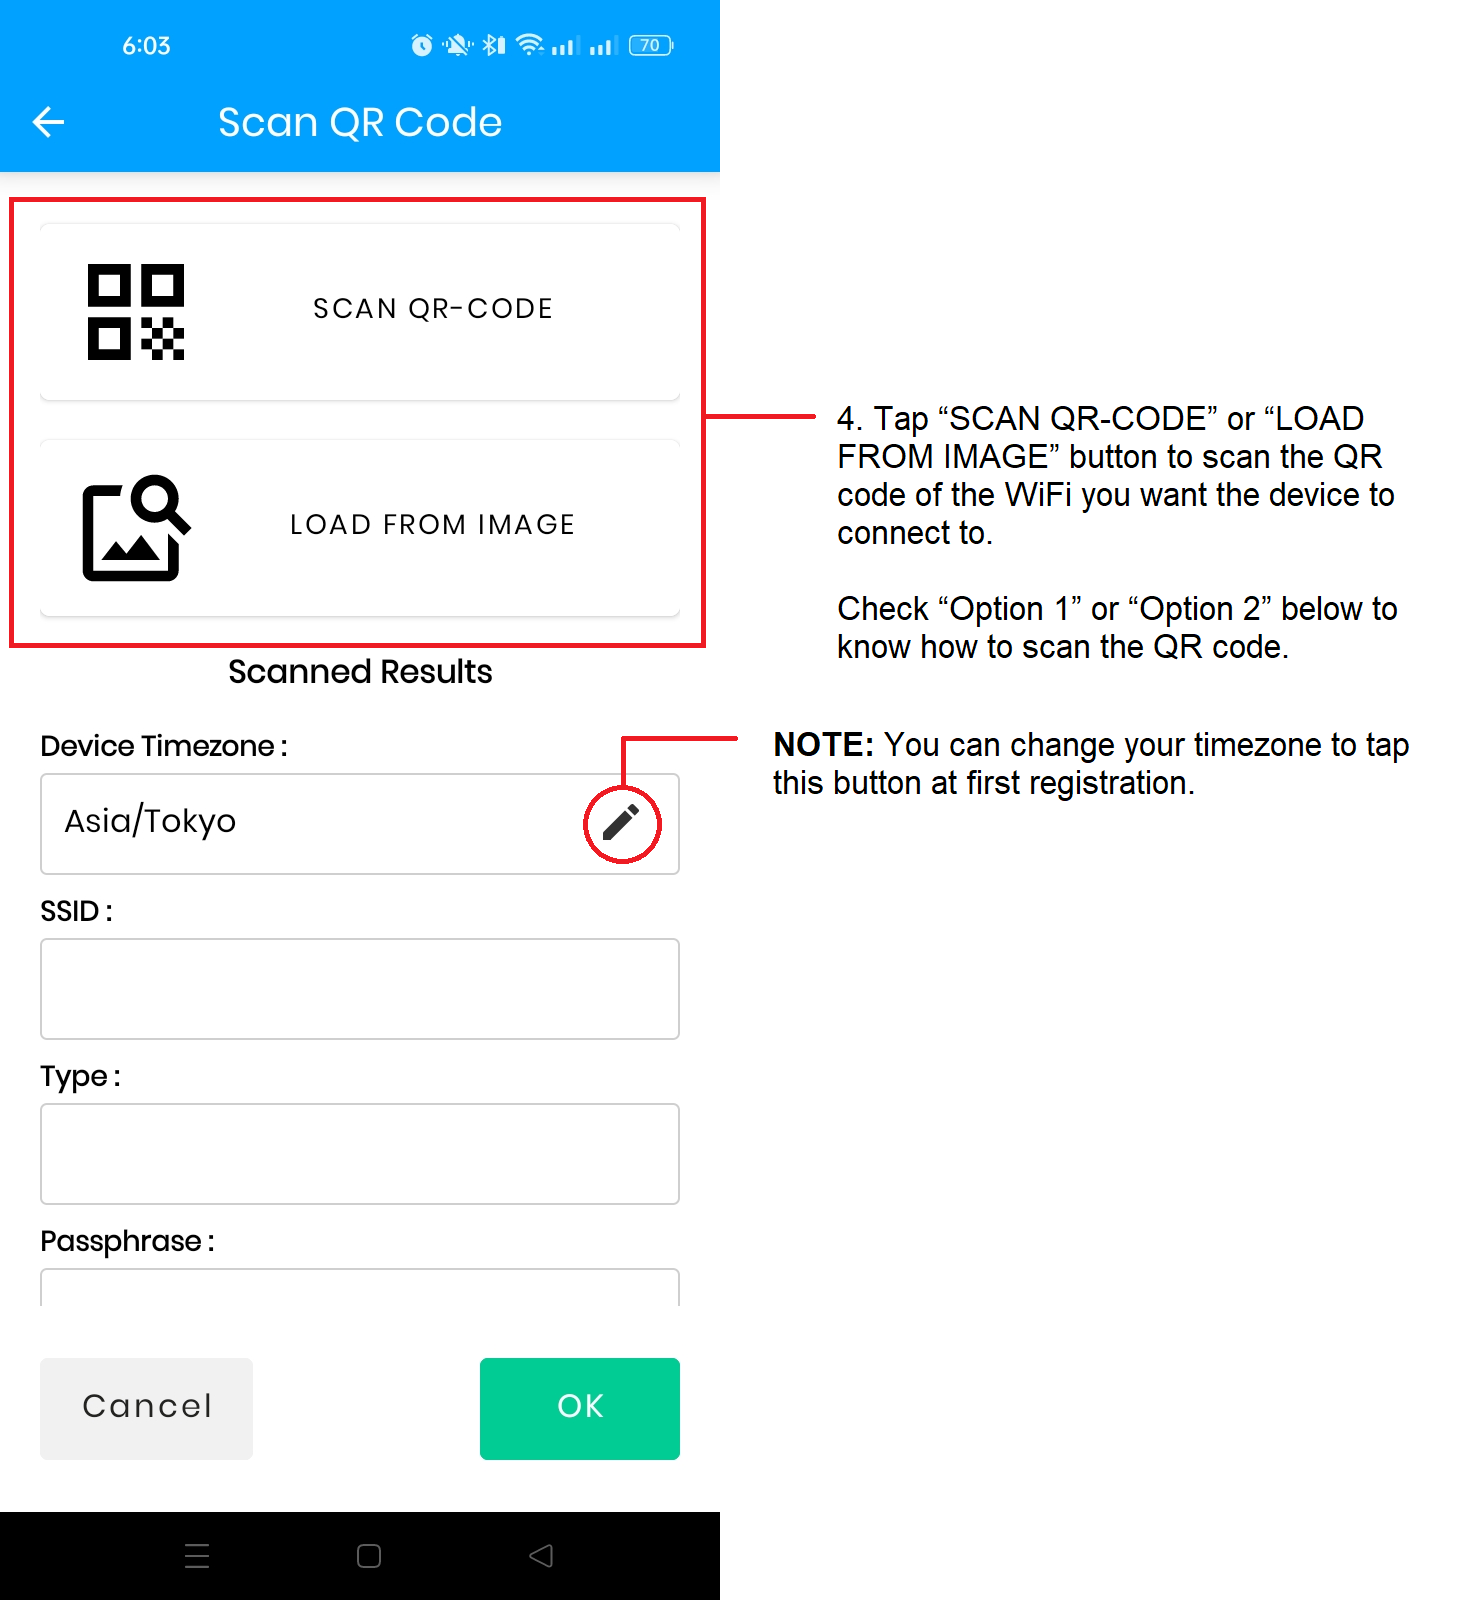 6:03
70
Scan QR Code
SCAN QR-CODE
LOAD FROM IMAGE
4. Tap “SCAN QR-CODE” or “LOAD
FROM IMAGE” button to scan the QR
code of the WiFi you want the device to
connect to.
Check “Option 1” or “Option 2” below to
know how to scan the QR code.
Scanned Results
Device Timezone :
NOTE: You can change your timezone to tap
this button at first registration.
Asia/Tokyo
SSID :
Type :
Passphrase :
Cancel
OK